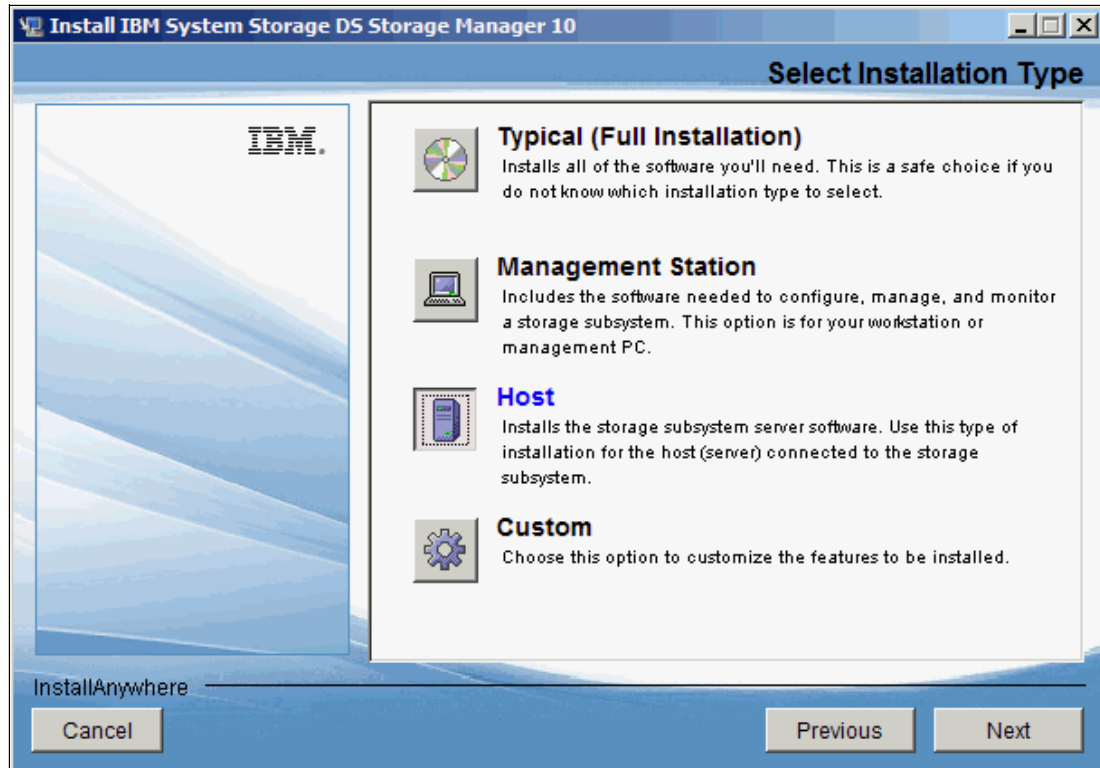 Install IBM System Storage DS Storage Manager 10
Select Installation Type
IBM.
Typical (Full Installation)
Installs all of the software you'll need. This is a safe choice if you
do not know which installation type to select.
Management Station
Includes the software needed to configure, manage, and monitor
a storage subsystem. This option is for your workstation or
management PC.
Host
Installs the storage subsystem server software. Use this type of
installation for the host (server) connected to the storage
subsystem.
Custom
Choose this option to customize the features to be installed.
InstallAnywhere
Cancel
Previous
Next